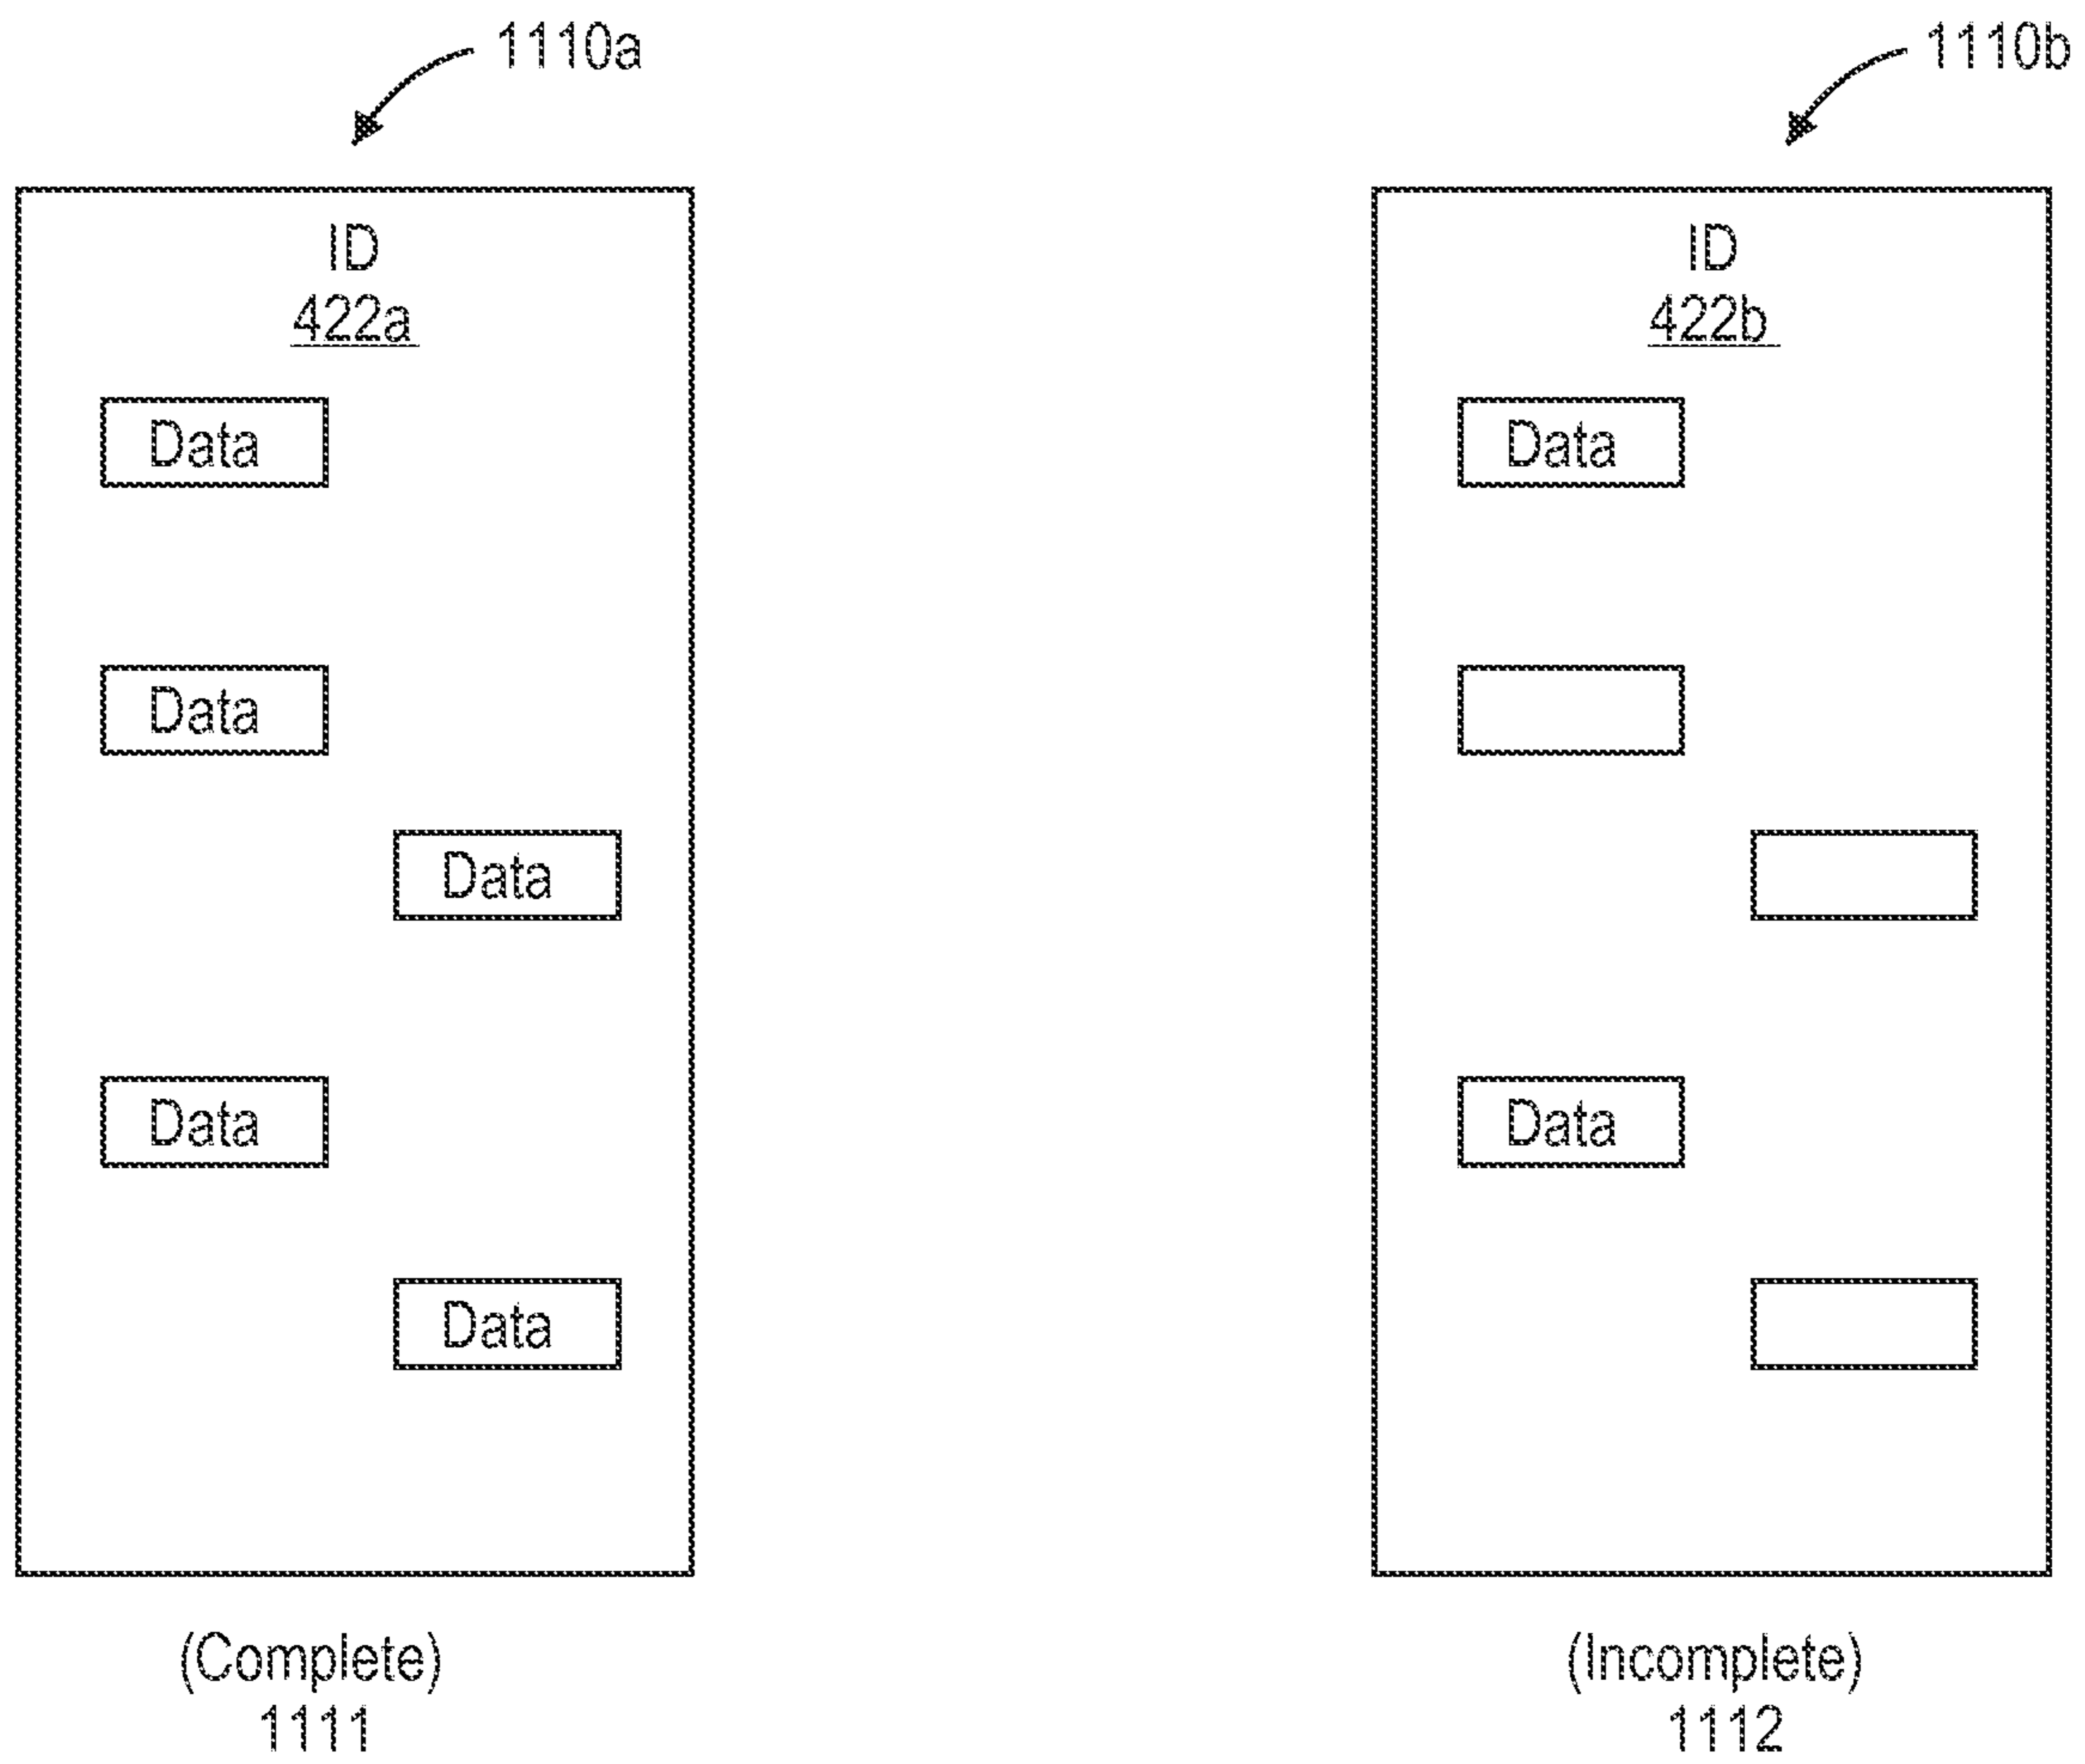 1110a
ID
422a
Data
Data
Data
Data
Data
(Complete)
1111
1110b
ID
422b
Data
Data
(Incomplete)
1112